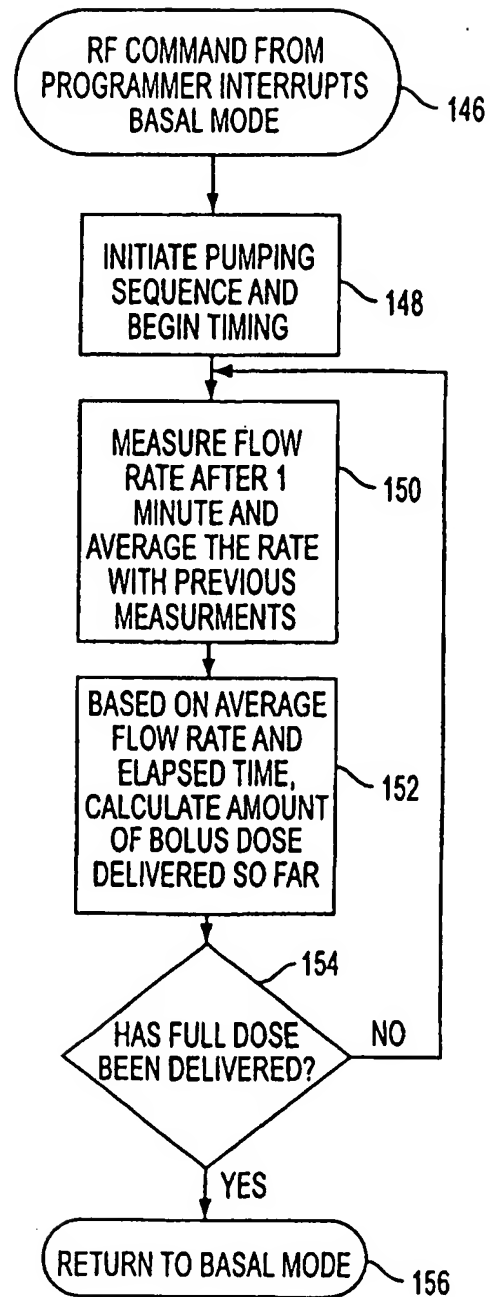 RF COMMAND FROM
PROGRAMMER INTERRUPTS
BASAL MODE
146
INITIATE PUMPING
SEQUENCE AND
BEGIN TIMING
148
MEASURE FLOW
RATE AFTER 1
MINUTE AND
AVERAGE THE RATE
WITH PREVIOUS
MEASURMENTS
150
BASED ON AVERAGE
FLOW RATE AND
ELAPSED TIME,
CALCULATE AMOUNT
OF BOLUS DOSE
DELIVERED SO FAR
152
154
HAS FULL DOSE
BEEN DELIVERED?
NO
YES
RETURN TO BASAL MODE
156